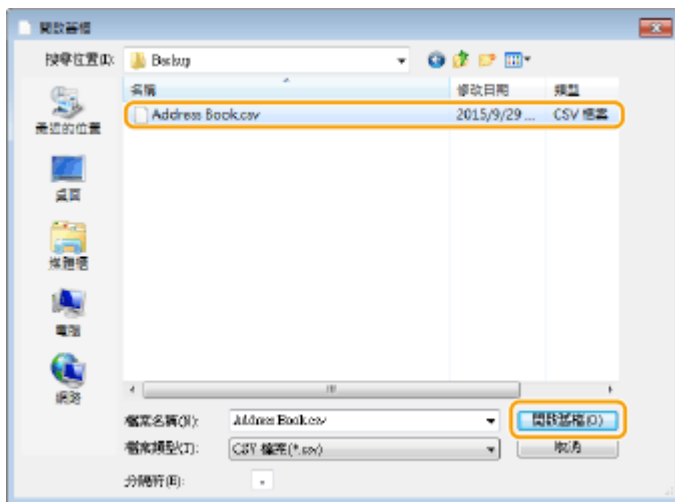 開啟舊檔
搜尋位置(I): Backup
名稱 修改日期 類型
Address Book.csv 2015/9/29 ... CSV 檔案
最近的位置
桌面
媒體櫃
電腦
網路
檔案名稱(N): Address Book.csv 開啟舊檔(O)
檔案類型(T): CSV 檔案(*.csv) 取消
分隔符(E): ,